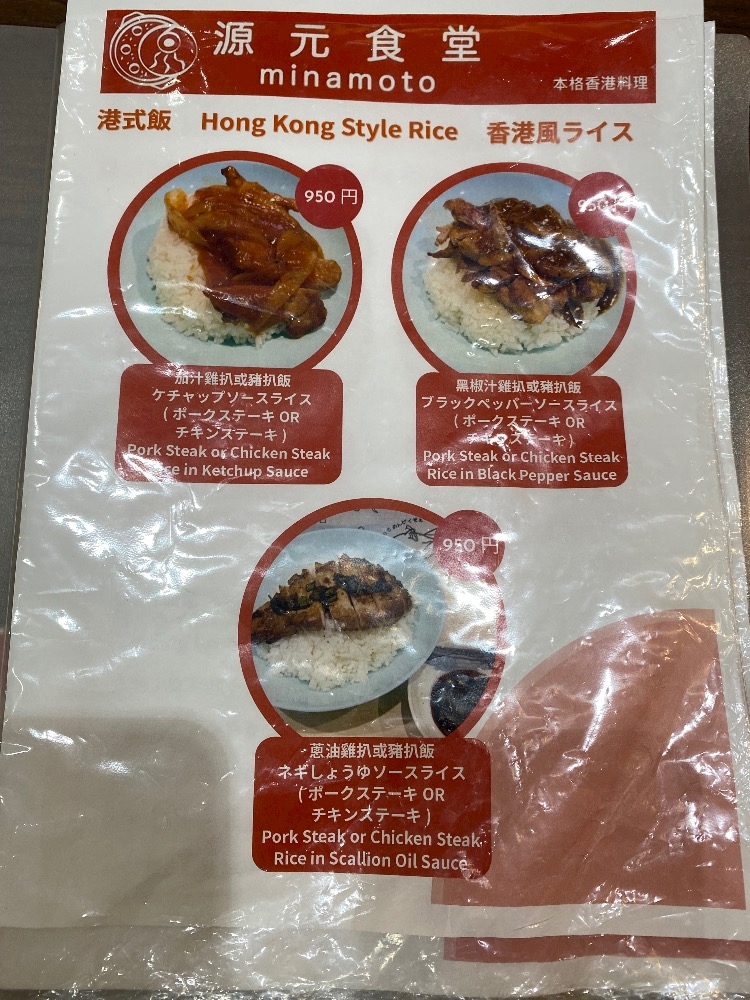 源元食堂
minamoto
本格香港料理
港式飯 Hong Kong Style Rice 香港風ライス
950 円
950 円
茄汁雞扒或豬扒飯
ケチャップソースライス
( ポークステーキ OR
チキンステーキ )
Pork Steak or Chicken Steak
in Ketchup Sauce
黑椒汁雞扒或豬扒飯
ブラックペッパーソースライス
( ポークステーキ OR
ステーキ )
Pork Steak or Chicken Steak
Rice in Black Pepper Sauce
950 円
蔥油雞扒或豬扒飯
ネギしょうゆソースライス
( ポークステーキ OR
チキンステーキ )
Pork Steak or Chicken Steak
Rice in Scallion Oil Sauce